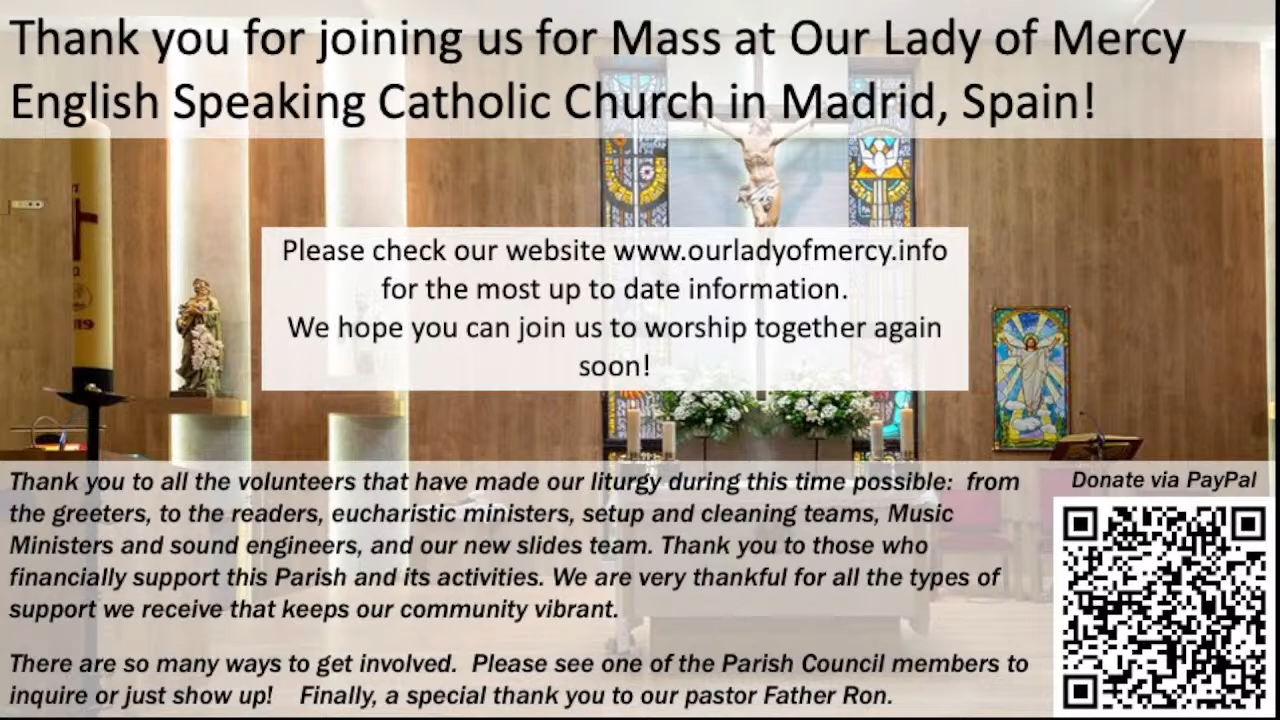 Thank you for joining us for Mass at Our Lady of Mercy
English Speaking Catholic Church in Madrid, Spain!
Please check our website www.ourladyofmercy.info
for the most up to date information.
We hope you can join us to worship together again
soon!
Thank you to all the volunteers that have made our liturgy during this time possible:  from
the greeters, to the readers, eucharistic ministers, setup and cleaning teams, Music
Ministers and sound engineers, and our new slides team. Thank you to those who
financially support this Parish and its activities. We are very thankful for all the types of
support we receive that keeps our community vibrant.
There are so many ways to get involved.  Please see one of the Parish Council members to
inquire or just show up!    Finally, a special thank you to our pastor Father Ron.
Donate via PayPal